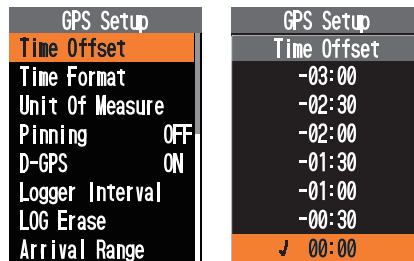 GPS Setup
Time Offset
Time Format
Unit Of Measure
Pinning OFF
D-GPS ON
Logger Interval
LOG Erase
Arrival Range
GPS Setup
Time Offset
-03:00
-02:30
-02:00
-01:30
-01:00
-00:30
✓ 00:00